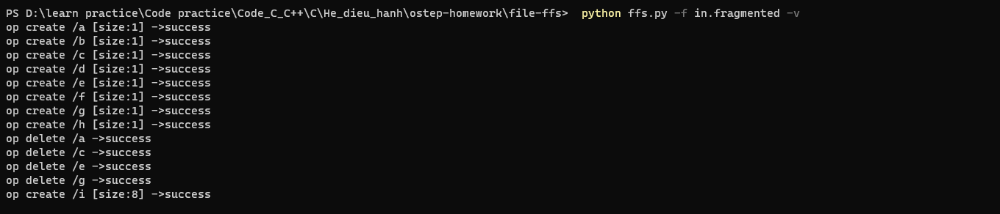 PS D:\learn practice\Code practice\Code_C_C++\C\He_dieu_hanh\ostep-homework\file-ffs>  python ffs.py -f in.fragmented -v
op create /a [size:1] ->success
op create /b [size:1] ->success
op create /c [size:1] ->success
op create /d [size:1] ->success
op create /e [size:1] ->success
op create /f [size:1] ->success
op create /g [size:1] ->success
op create /h [size:1] ->success
op delete /a ->success
op delete /c ->success
op delete /e ->success
op delete /g ->success
op create /i [size:8] ->success